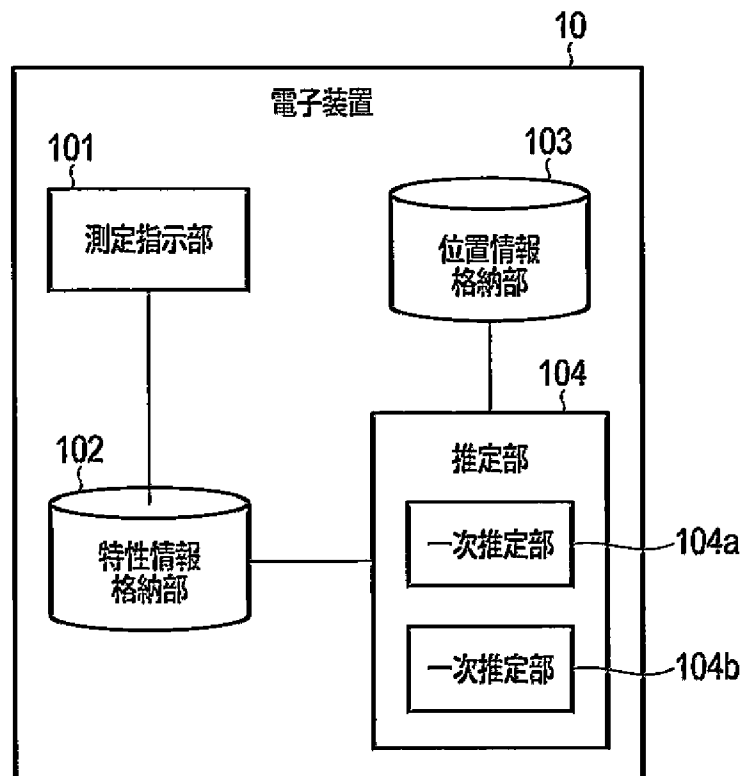 10
電子装置
101
測定指示部
103
位置情報
格納部
102
特性情報
格納部
104
推定部
一次推定部
104a
一次推定部
104b